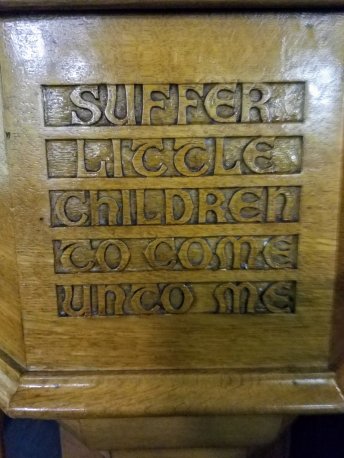 SUFFER
LITTLE
ChILDREN
TO COME
UNTO ME